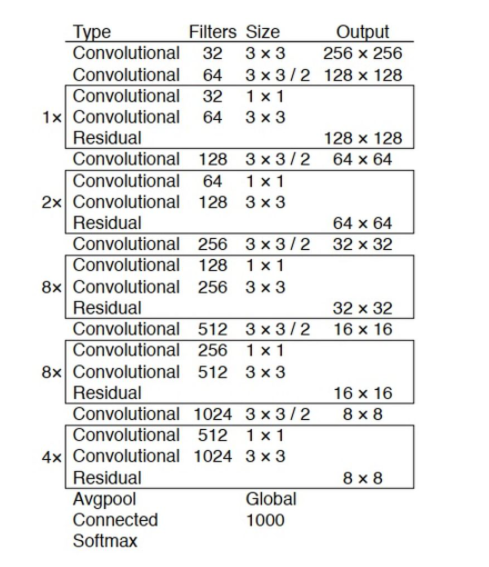 Type Filters Size Output
Convolutional 32 3 × 3 256 × 256
Convolutional 64 3 × 3 / 2 128 × 128
Convolutional 32 1 × 1
1× Convolutional 64 3 × 3
Residual 128 × 128
Convolutional 128 3 × 3 / 2 64 × 64
Convolutional 64 1 × 1
2× Convolutional 128 3 × 3
Residual 64 × 64
Convolutional 256 3 × 3 / 2 32 × 32
Convolutional 128 1 × 1
8× Convolutional 256 3 × 3
Residual 32 × 32
Convolutional 512 3 × 3 / 2 16 × 16
Convolutional 256 1 × 1
8× Convolutional 512 3 × 3
Residual 16 × 16
Convolutional 1024 3 × 3 / 2 8 × 8
Convolutional 512 1 × 1
4× Convolutional 1024 3 × 3
Residual 8 × 8
Avgpool Global
Connected 1000
Softmax